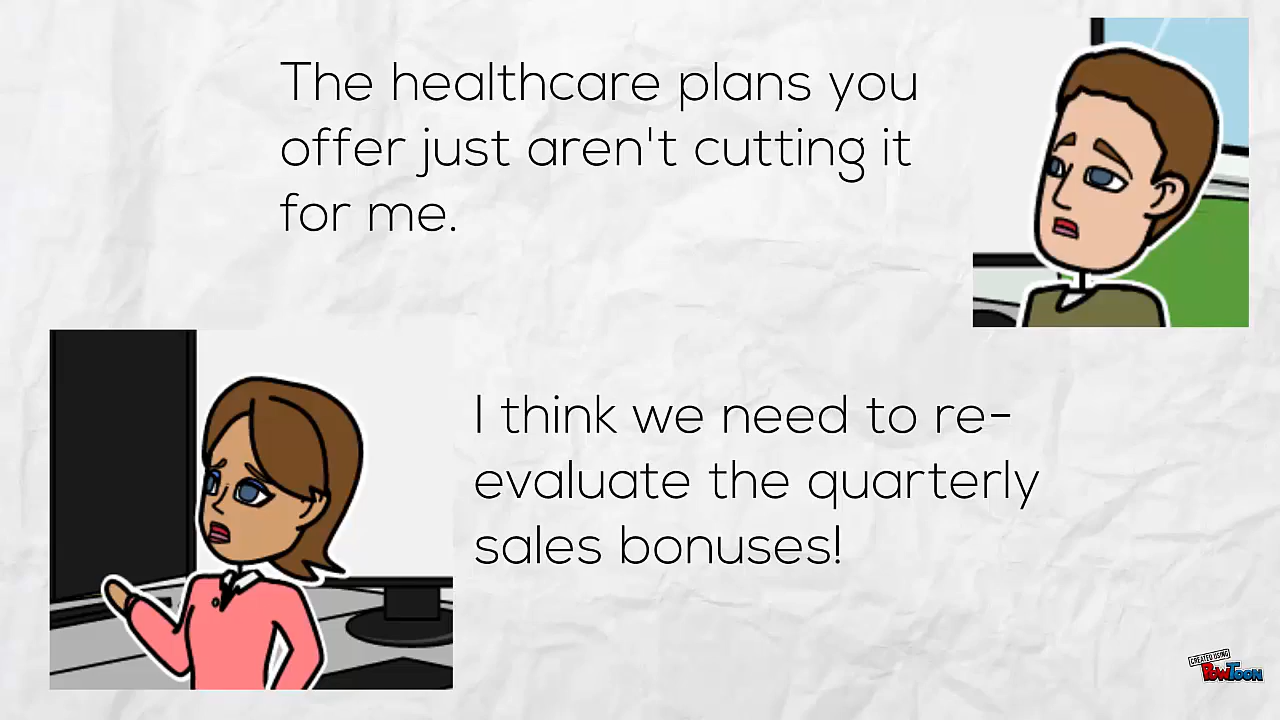 The healthcare plans you
offer just aren't cutting it
for me.
I think we need to re-
evaluate the quarterly
sales bonuses!
CREATED USING
POWTOON